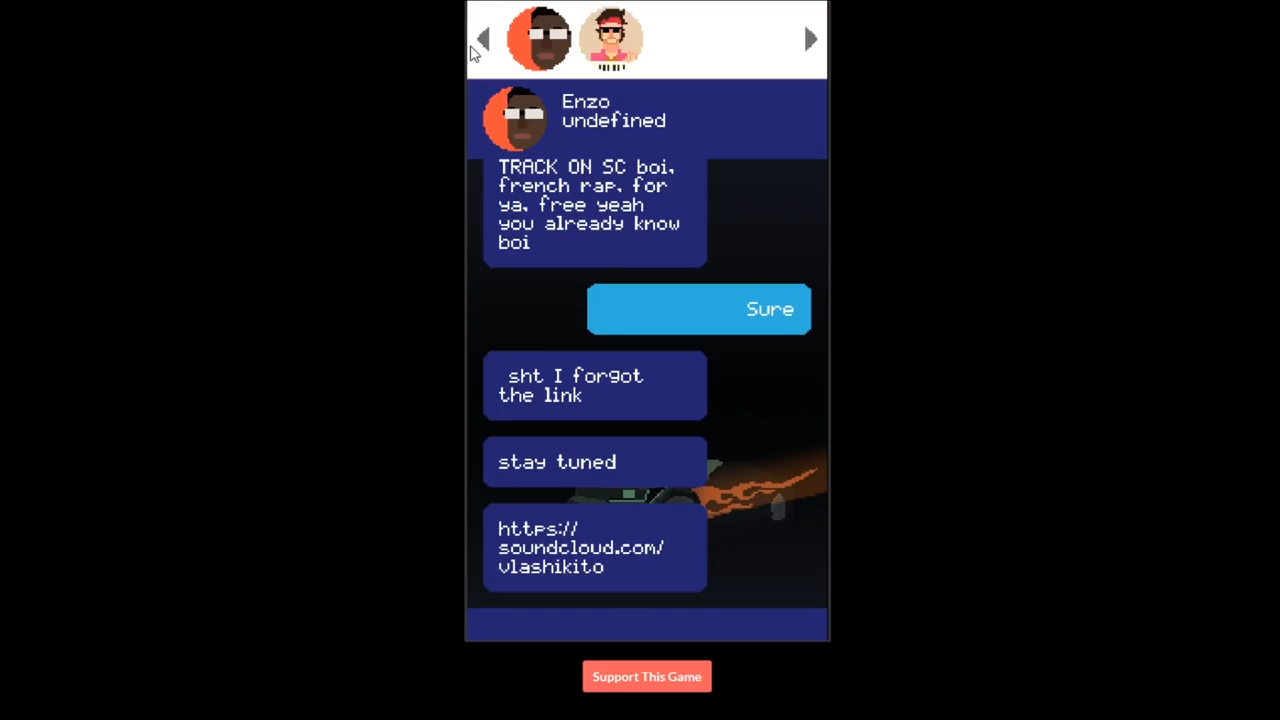 Enzo
undefined
TRACK ON SC boi,
french rap, for
ya, free yeah
you already know
boi
Sure
sht I forgot
the link
stay tuned
https://
soundcloud.com/
vlashikito
Support This Game